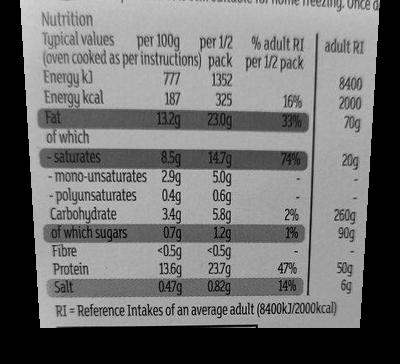 suitable for home freezing. Once d
Nutrition
Typical values per 100g per 1/2 % adult RI adult RI
(oven cooked as per instructions) pack per 1/2 pack
Energy kJ 777 1352 8400
Energy kcal 187 325 16% 2000
Fat 13.2g 23.0g 33% 70g
of which
- saturates 8.5g 14.7g 74% 20g
- mono-unsaturates 2.9g 5.0g - -
- polyunsaturates 0.4g 0.6g - -
Carbohydrate 3.4g 5.8g 2% 260g
of which sugars 0.7g 1.2g 1% 90g
Fibre <0.5g <0.5g - -
Protein 13.6g 23.7g 47% 50g
Salt 0.47g 0.82g 14% 6g
RI = Reference Intakes of an average adult (8400kJ/2000kcal)